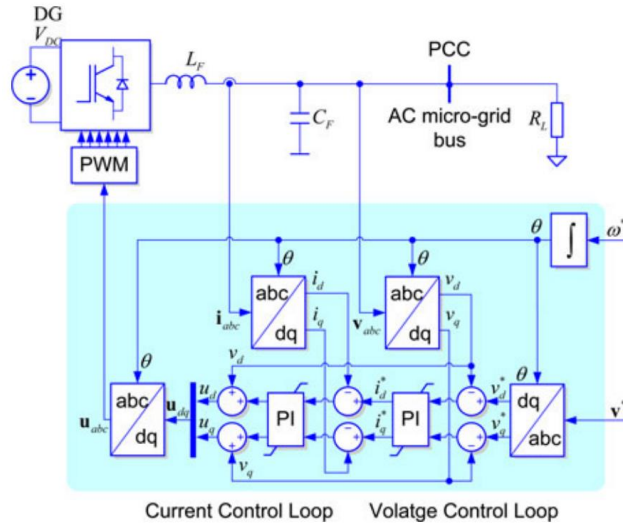 DG
V_DC
L_F
PCC
C_F
AC micro-grid
bus
R_L
PWM
θ
∫
ω*
θ
θ
abc
dq
i_d
i_q
i_abc
abc
dq
v_d
v_q
v_abc
θ
θ
v_d
abc
dq
u_abc
u_dq
u_d
u_q
PI
i_d*
i_q*
PI
v_d*
v_q*
dq
abc
v*
v_q
Current Control Loop
Volatge Control Loop